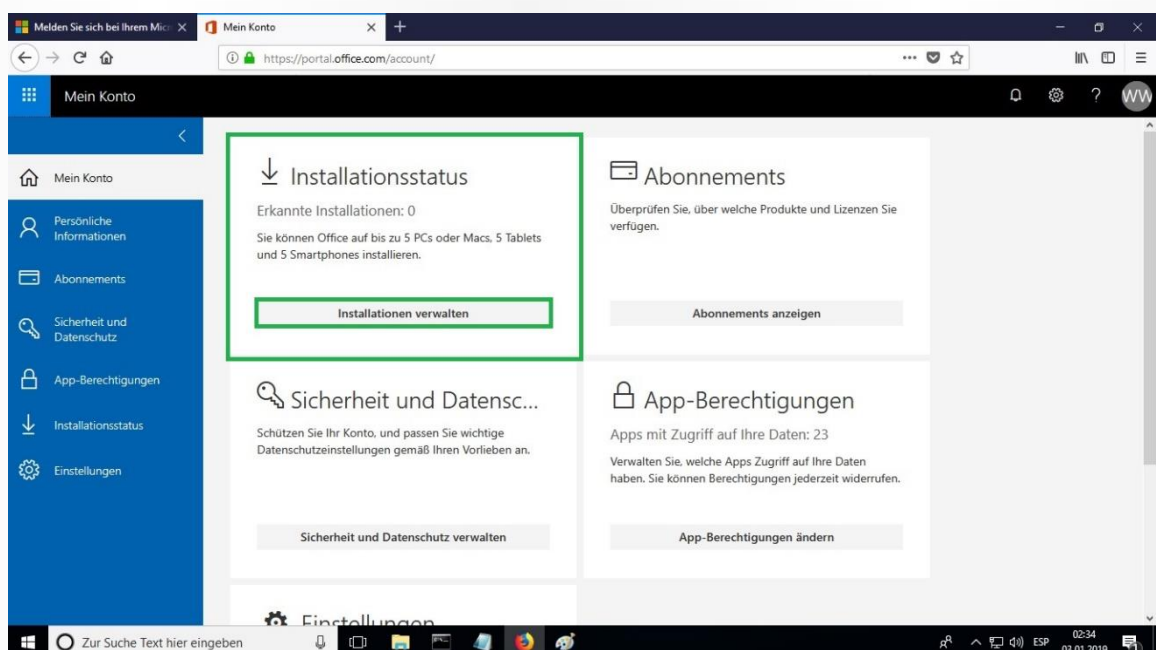 Melden Sie sich bei Ihrem Micr
Mein Konto
https://portal.office.com/account/
Mein Konto
WW
Mein Konto
Persönliche
Informationen
Abonnements
Sicherheit und
Datenschutz
App-Berechtigungen
Installationsstatus
Einstellungen
Installationsstatus
Erkannte Installationen: 0
Sie können Office auf bis zu 5 PCs oder Macs, 5 Tablets
und 5 Smartphones installieren.
Installationen verwalten
Abonnements
Überprüfen Sie, über welche Produkte und Lizenzen Sie
verfügen.
Abonnements anzeigen
Sicherheit und Datensc...
Schützen Sie Ihr Konto, und passen Sie wichtige
Datenschutzeinstellungen gemäß Ihren Vorlieben an.
Sicherheit und Datenschutz verwalten
App-Berechtigungen
Apps mit Zugriff auf Ihre Daten: 23
Verwalten Sie, welche Apps Zugriff auf Ihre Daten
haben. Sie können Berechtigungen jederzeit widerrufen.
App-Berechtigungen ändern
Einstellungen
Zur Suche Text hier eingeben
ESP
02:34
03.01.2019